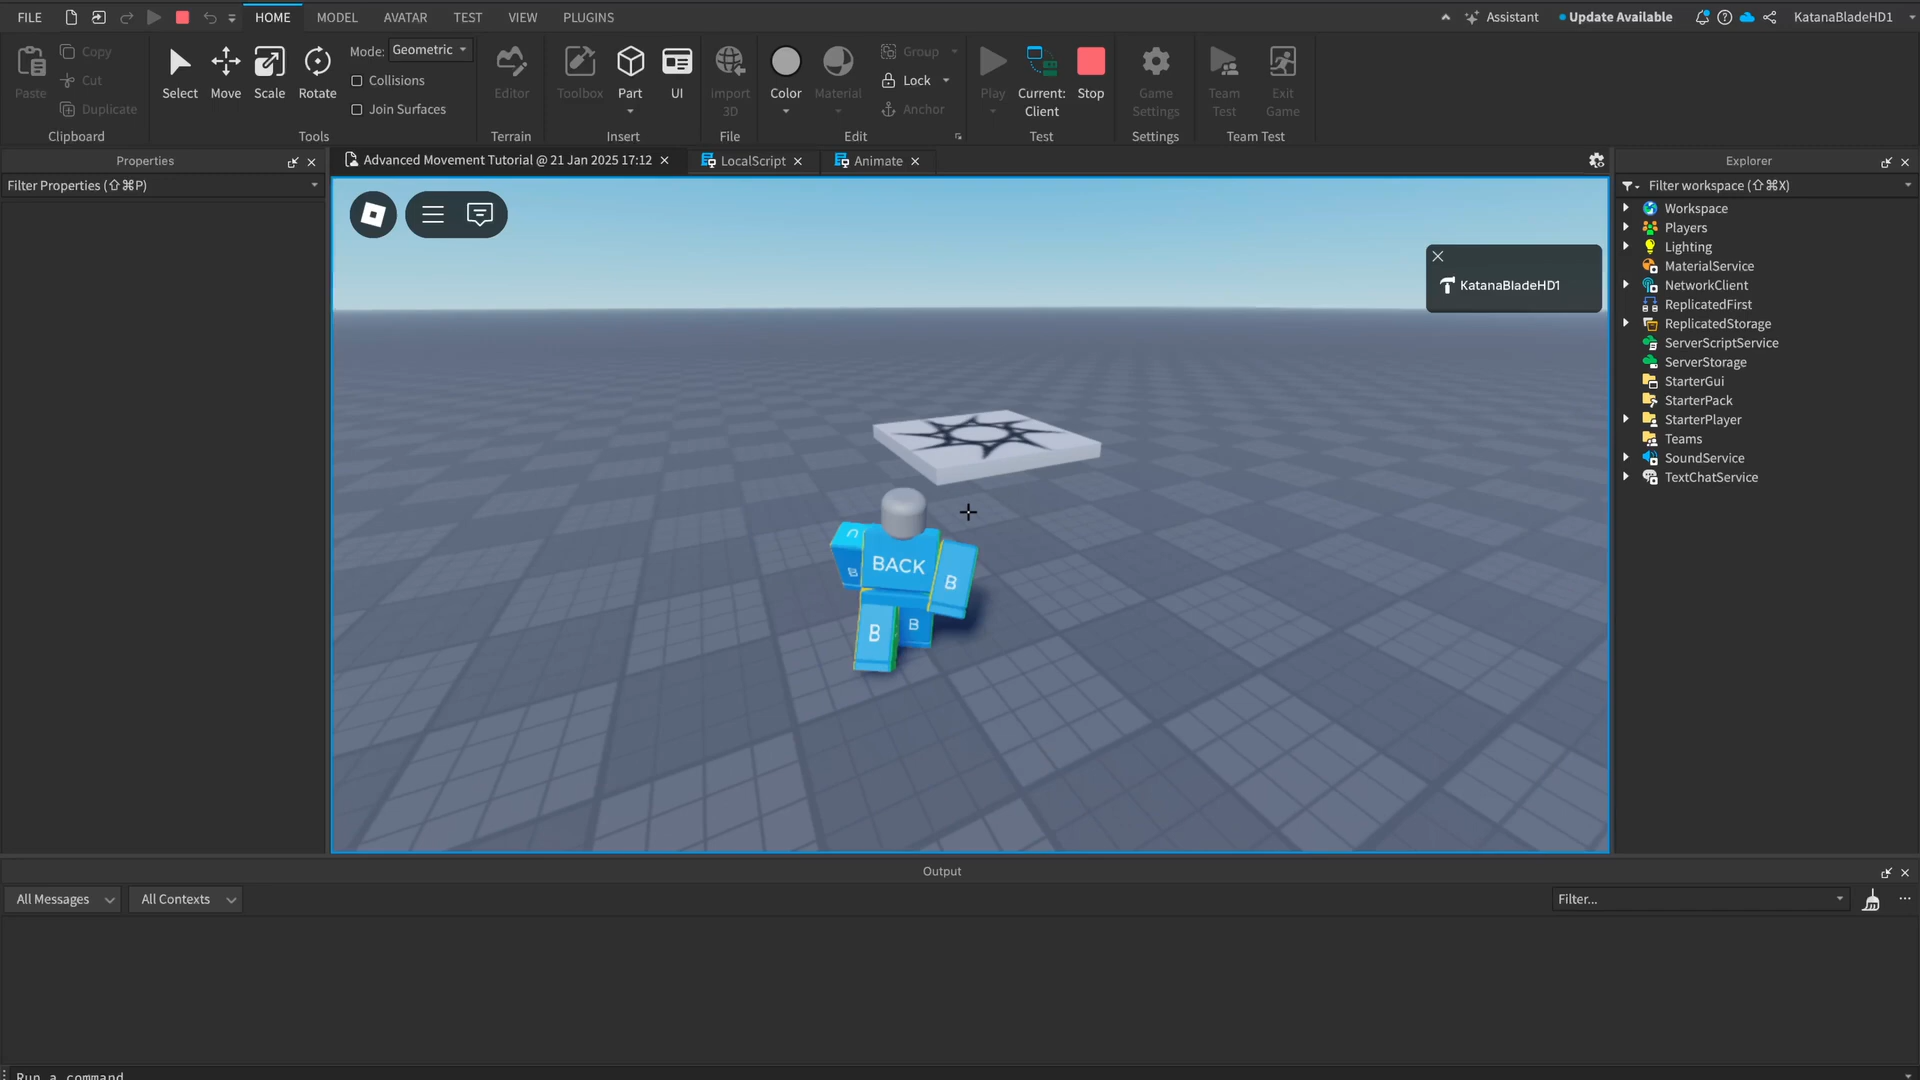 FILE HOME MODEL AVATAR TEST VIEW PLUGINS Assistant Update Available KatanaBladeHD1
Paste Copy Cut Duplicate Clipboard
Select Move Scale Rotate Mode: Geometric Collisions Join Surfaces Tools
Editor Terrain
Toolbox Part UI Insert
Import 3D File
Color Material Group Lock Anchor Edit
Play Current: Client Stop Test
Game Settings Settings
Team Test Exit Game Team Test
Properties
Filter Properties (⇧⌘P)
Advanced Movement Tutorial @ 21 Jan 2025 17:12 LocalScript Animate
KatanaBladeHD1
BACK
B
B
B
B
Explorer
Filter workspace (⇧⌘X)
Workspace
Players
Lighting
MaterialService
NetworkClient
ReplicatedFirst
ReplicatedStorage
ServerScriptService
ServerStorage
StarterGui
StarterPack
StarterPlayer
Teams
SoundService
TextChatService
Output
All Messages All Contexts Filter...
Run a command